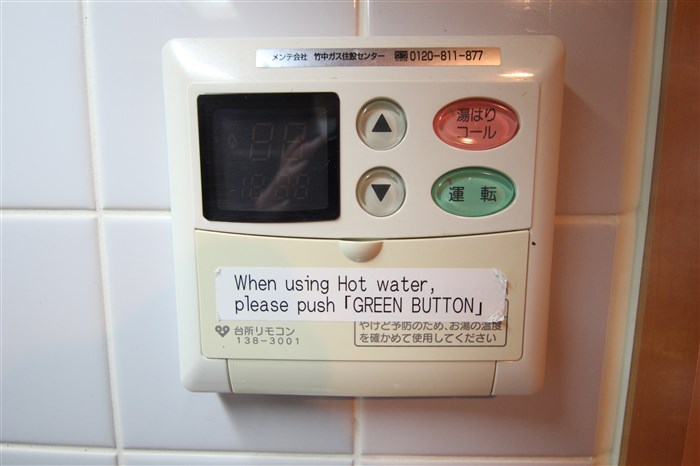 メンテ会社 竹中ガス住設センター 0120-811-877
▲
湯はり
コール
▼
運転
When using Hot water,
please push「GREEN BUTTON」
台所リモコン
138-3001
やけど予防のため、お湯の温度
を確かめて使用してください